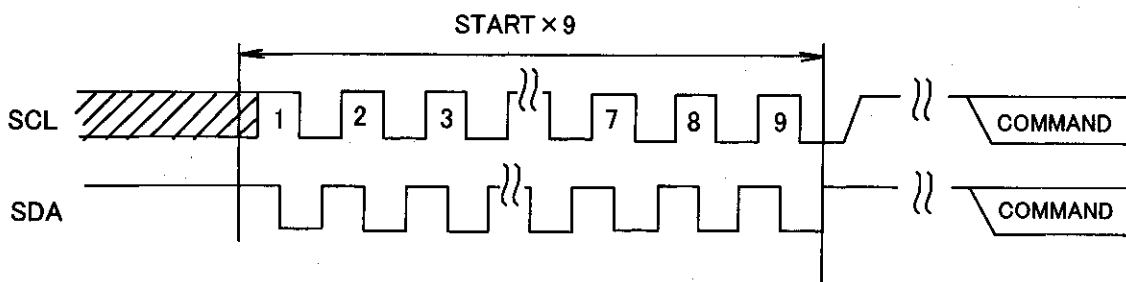 START×9
SCL 1 2 3 7 8 9 COMMAND
SDA COMMAND